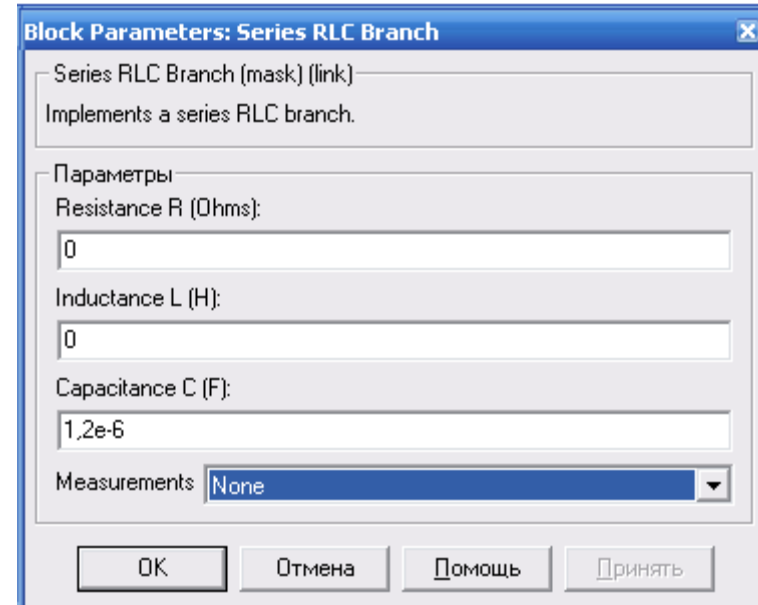 Block Parameters: Series RLC Branch
Series RLC Branch (mask) (link)
Implements a series RLC branch.
Параметры
Resistance R (Ohms):
0
Inductance L (H):
0
Capacitance C (F):
1,2e-6
Measurements None
OK Отмена Помощь Принять